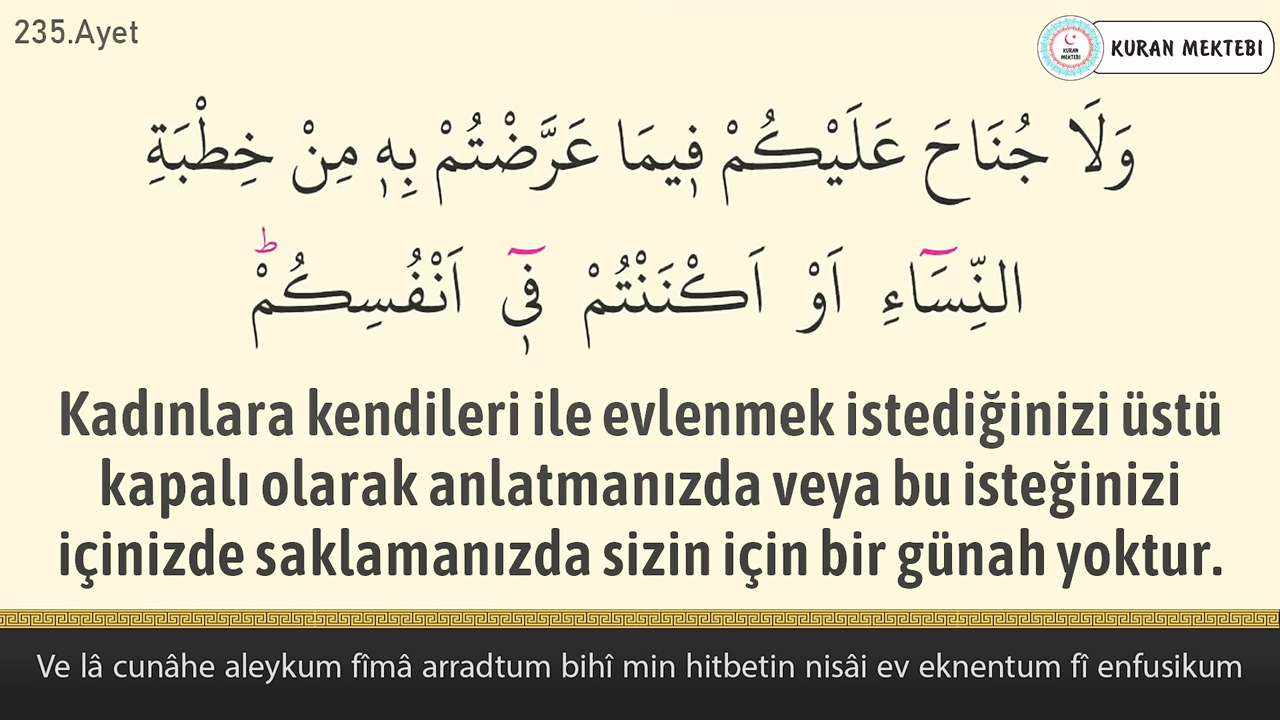 235.Ayet
KURAN MEKTEBI
KURAN
MEKTEBİ
وَلَا جُنَاحَ عَلَيْكُمْ ف۪يمَا عَرَّضْتُمْ بِه۪ مِنْ خِطْبَةِ
النِّسَٓاءِ اَوْ اَكْنَنْتُمْ ف۪ٓي اَنْفُسِكُمْۜ
Kadınlara kendileri ile evlenmek istediğinizi üstü
kapalı olarak anlatmanızda veya bu isteğinizi
içinizde saklamanızda sizin için bir günah yoktur.
Ve lâ cunâhe aleykum fîmâ arradtum bihî min hitbetin nisâi ev eknentum fî enfusikum